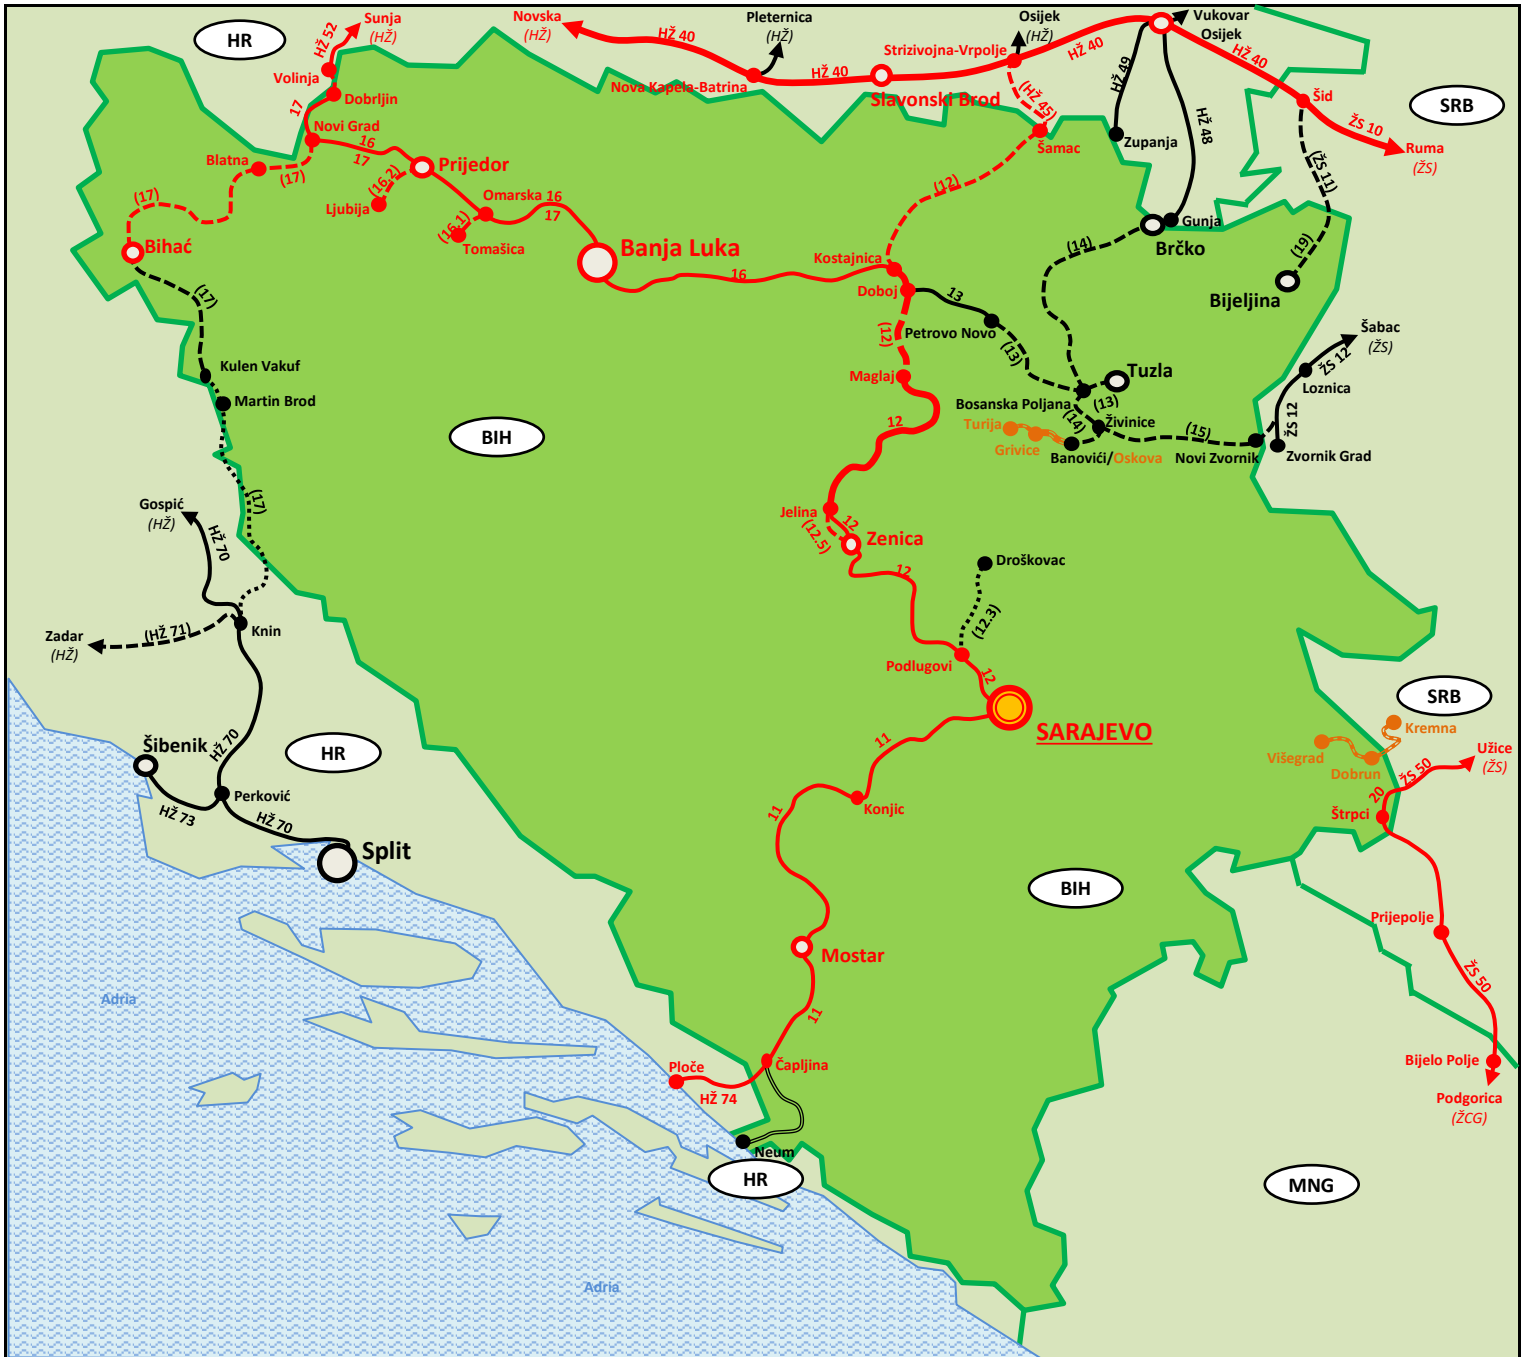 Sunja
(HŽ)
Novska
(HŽ)
Pleternica
(HŽ)
Osijek
(HŽ)
Vukovar
Osijek
HR
HŽ 52
HŽ 40
Strizivojna-Vrpolje
HŽ 40
HŽ 40
Volinja
Nova Kapela-Batrina
HŽ 40
HŽ 49
Dobrljin
17
Slavonski Brod
(HŽ 45)
Šid
SRB
Novi Grad
16
17
HŽ 48
ŽS 10
Šamac
Zupanja
Ruma
(ŽS)
Blatna
(17)
Prijedor
(ŽS 11)
(16.2)
(17)
Ljubija
Omarska
16
17
(12)
(16.1)
Tomašica
Gunja
Bihać
Banja Luka
Brčko
(14)
(19)
Kostajnica
16
Doboj
13
Bijeljina
(17)
(12)
Petrovo Novo
(13)
Šabac
(ŽS)
Kulen Vakuf
Maglaj
Tuzla
ŽS 12
Loznica
Martin Brod
Bosanska Poljana
(13)
12
Turija
(14)
Živinice
(15)
ŽS 12
BIH
Grivice
Banovići/Oskova
Novi Zvornik
Zvornik Grad
Gospić
(HŽ)
(17)
HŽ 70
Jelina
12
(12.5)
Zenica
12
Droškovac
(12.3)
Zadar
(HŽ)
(HŽ 71)
Knin
Podlugovi
12
SRB
SARAJEVO
Šibenik
HŽ 70
HR
11
Kremna
Višegrad
Dobrun
Užice
(ŽS)
ŽS 50
20
Perković
HŽ 73
HŽ 70
11
Konjic
Štrpci
Split
BIH
Prijepolje
Mostar
ŽS 50
Adria
11
Ploče
Čapljina
Bijelo Polje
HŽ 74
Podgorica
(ŽCG)
Neum
HR
MNG
Adria